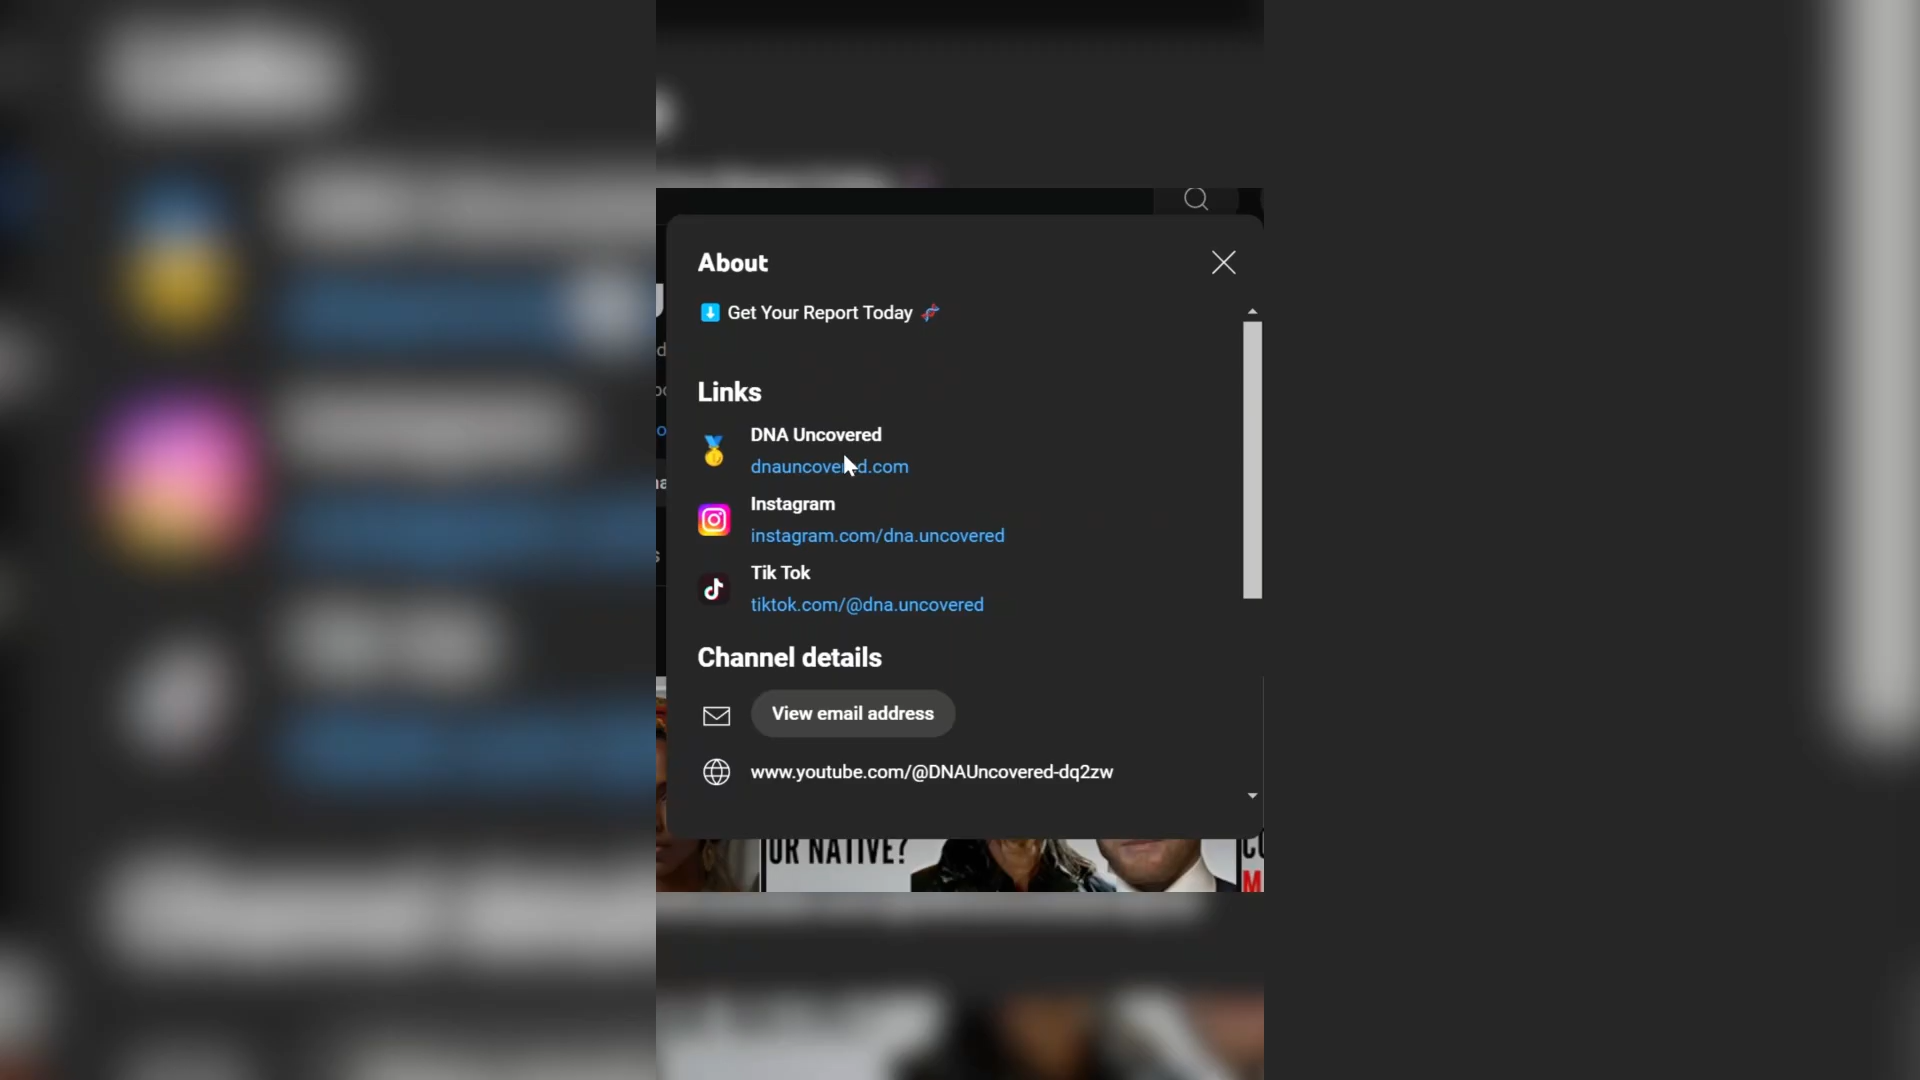 About
Get Your Report Today
Links
DNA Uncovered
dnauncovered.com
Instagram
instagram.com/dna.uncovered
Tik Tok
tiktok.com/@dna.uncovered
Channel details
View email address
www.youtube.com/@DNAUncovered-dq2zw
OR NATIVE?